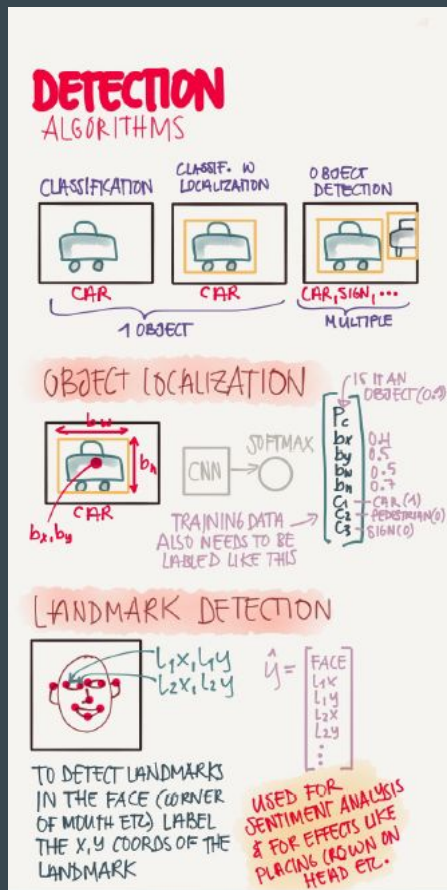 DETECTION
ALGORITHMS
CLASSIFICATION
CLASSIF. W
LOCALIZATION
OBJECT
DETECTION
CAR
CAR
CAR, SIGN, ...
1 OBJECT
MULTIPLE
OBJECT LOCALIZATION
bw
bh
CAR
bx, by
CNN
SOFTMAX
TRAINING DATA
ALSO NEEDS TO BE
LABLED LIKE THIS
IS IT AN
OBJECT (0.1)
Pc
bx 0.4
by 0.5
bw 0.5
bh 0.7
C1 - CAR (1)
C2 - PEDESTRIAN (0)
C3 - SIGN (0)
LANDMARK DETECTION
L1X, L1Y
L2X, L2Y
ŷ =
FACE
L1X
L1Y
L2X
L2Y
⋮
TO DETECT LANDMARKS
IN THE FACE (CORNER
OF MOUTH ETC) LABEL
THE X, Y COORDS OF THE
LANDMARK
USED FOR
SENTIMENT ANALYSIS
& FOR EFFECTS LIKE
PLACING CROWN ON
HEAD ETC.